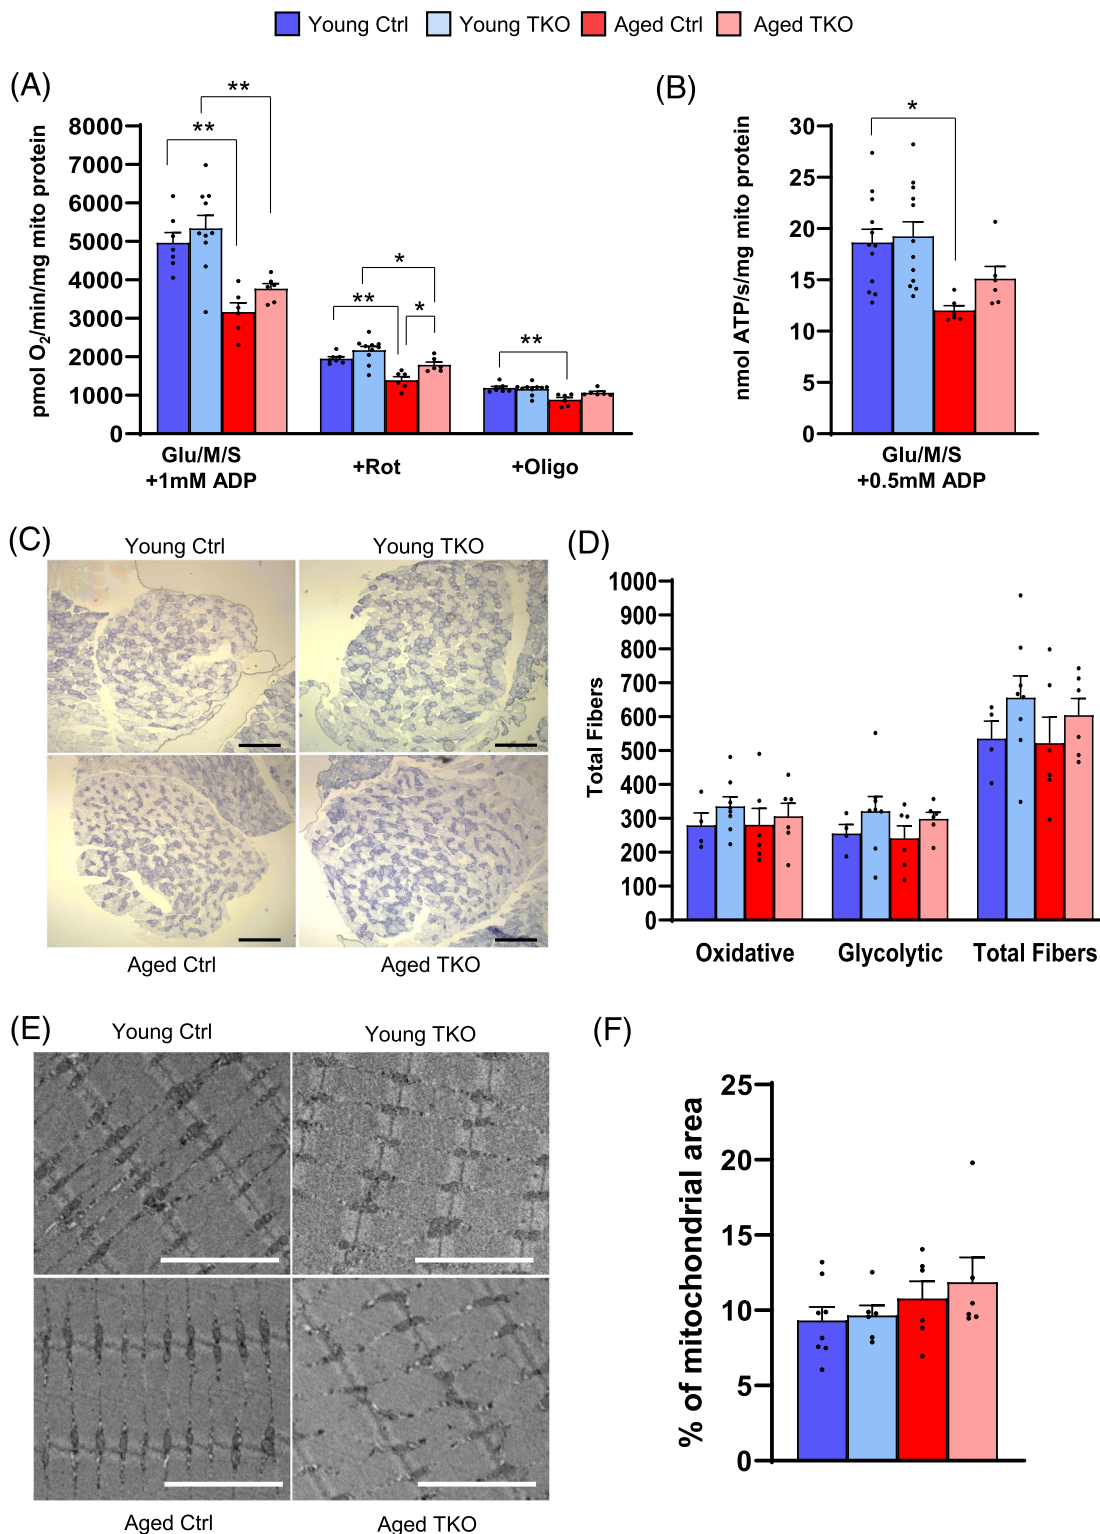 Young Ctrl Young TKO Aged Ctrl Aged TKO
(A)
pmol O2/min/mg mito protein
8000
7000
6000
5000
4000
3000
2000
1000
0
** ** ** * * **
Glu/M/S
+1mM ADP
+Rot
+Oligo
(B)
nmol ATP/s/mg mito protein
30
25
20
15
10
5
0
*
Glu/M/S
+0.5mM ADP
(C)
Young Ctrl Young TKO
Aged Ctrl Aged TKO
(D)
Total Fibers
1000
900
800
700
600
500
400
300
200
100
0
Oxidative Glycolytic Total Fibers
(E)
Young Ctrl Young TKO
Aged Ctrl Aged TKO
(F)
% of mitochondrial area
25
20
15
10
5
0